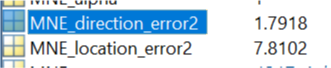 MNE_direction_error2 1.7918
MNE_location_error2 7.8102